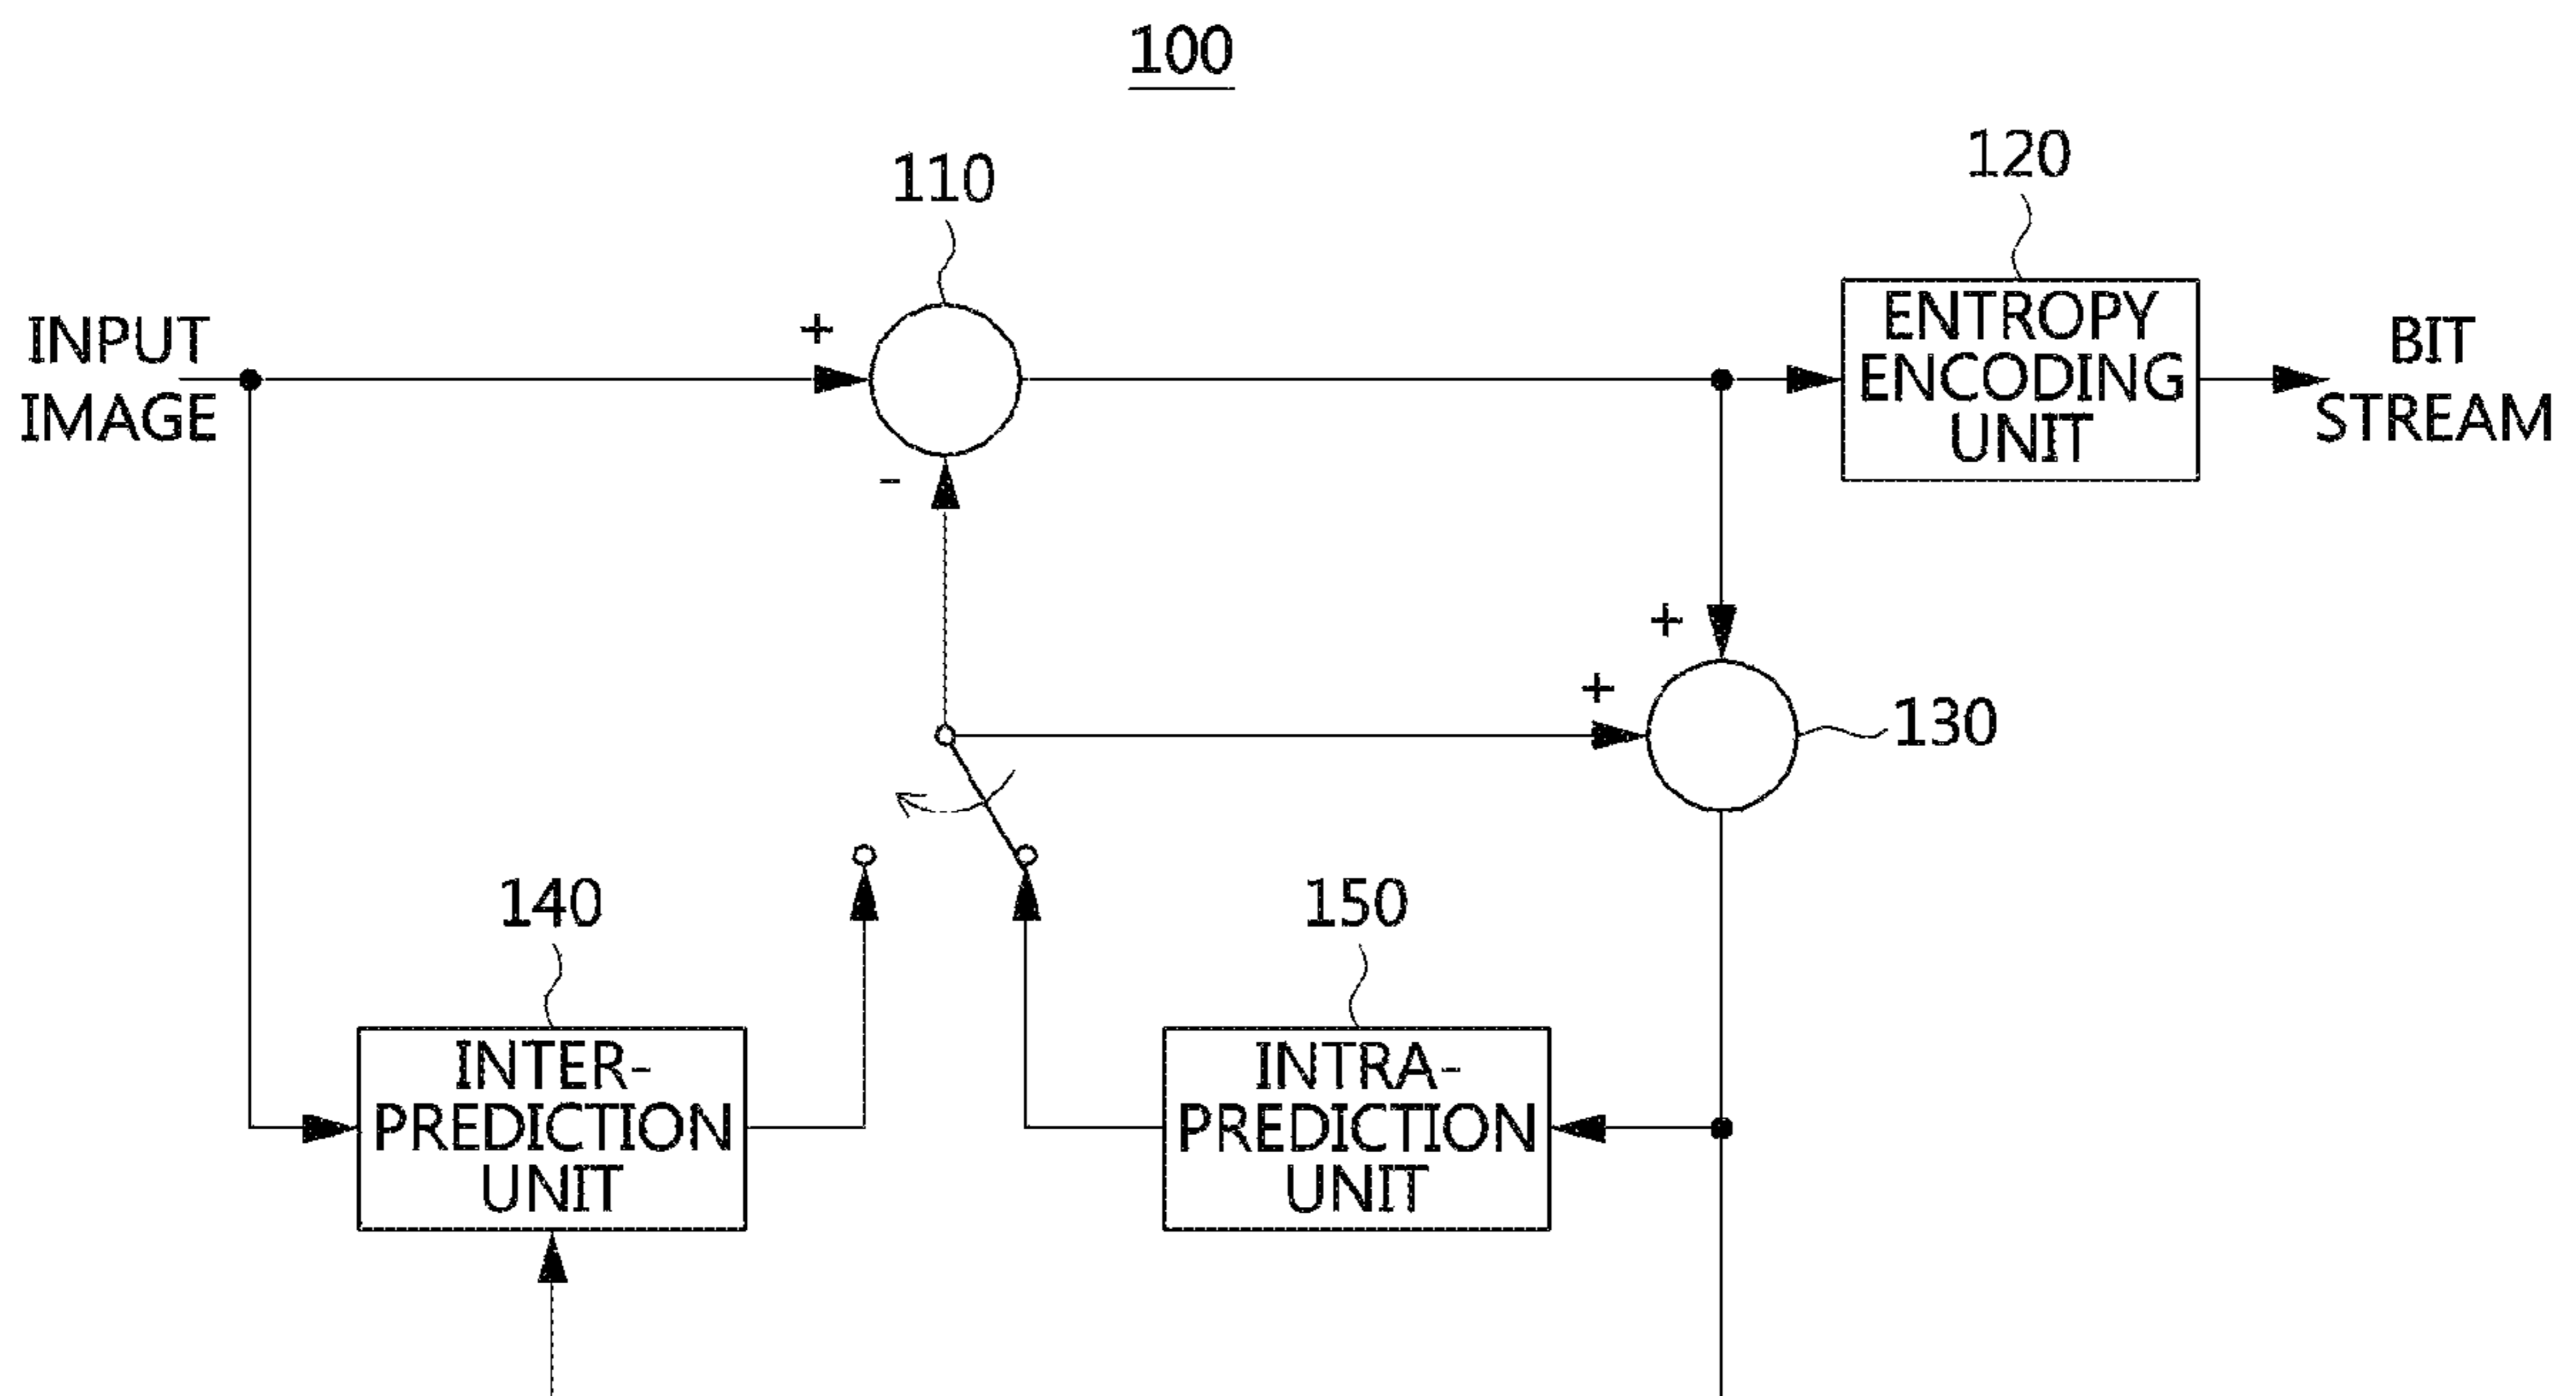 100
110
120
INPUT
IMAGE
+
-
ENTROPY
ENCODING
UNIT
BIT
STREAM
+
+
130
140
150
INTER-
PREDICTION
UNIT
INTRA-
PREDICTION
UNIT